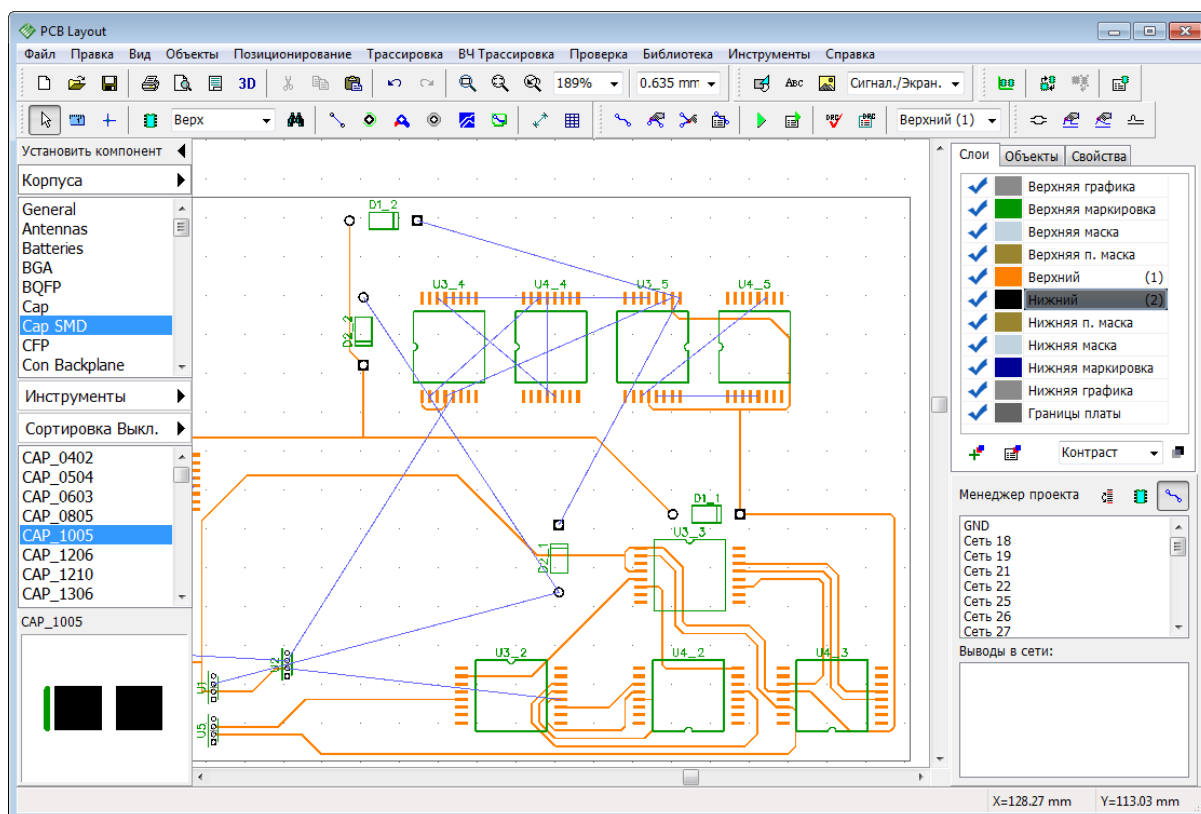 PCB Layout
Файл Правка Вид Объекты Позиционирование Трассировка ВЧ Трассировка Проверка Библиотека Инструменты Справка
3D 189% 0.635 mm ABC Сигнал./Экран.
Верх DRC DRC Верхний (1)
Установить компонент
Корпуса
General
Antennas
Batteries
BGA
BQFP
Cap
Cap SMD
CFP
Con Backplane
Инструменты
Сортировка Выкл.
CAP_0402
CAP_0504
CAP_0603
CAP_0805
CAP_1005
CAP_1206
CAP_1210
CAP_1306
CAP_1005
D1_2
U3_4 U4_4 U3_5 U4_5
D2_2
D1_1
U3_3
D2_1
U3_2 U4_2 U4_3
U2
U1
U5
Слои Объекты Свойства
Верхняя графика
Верхняя маркировка
Верхняя маска
Верхняя п. маска
Верхний (1)
Нижний (2)
Нижняя п. маска
Нижняя маска
Нижняя маркировка
Нижняя графика
Границы платы
Контраст
Менеджер проекта
GND
Сеть 18
Сеть 19
Сеть 21
Сеть 22
Сеть 25
Сеть 26
Сеть 27
Выводы в сети:
X=128.27 mm Y=113.03 mm